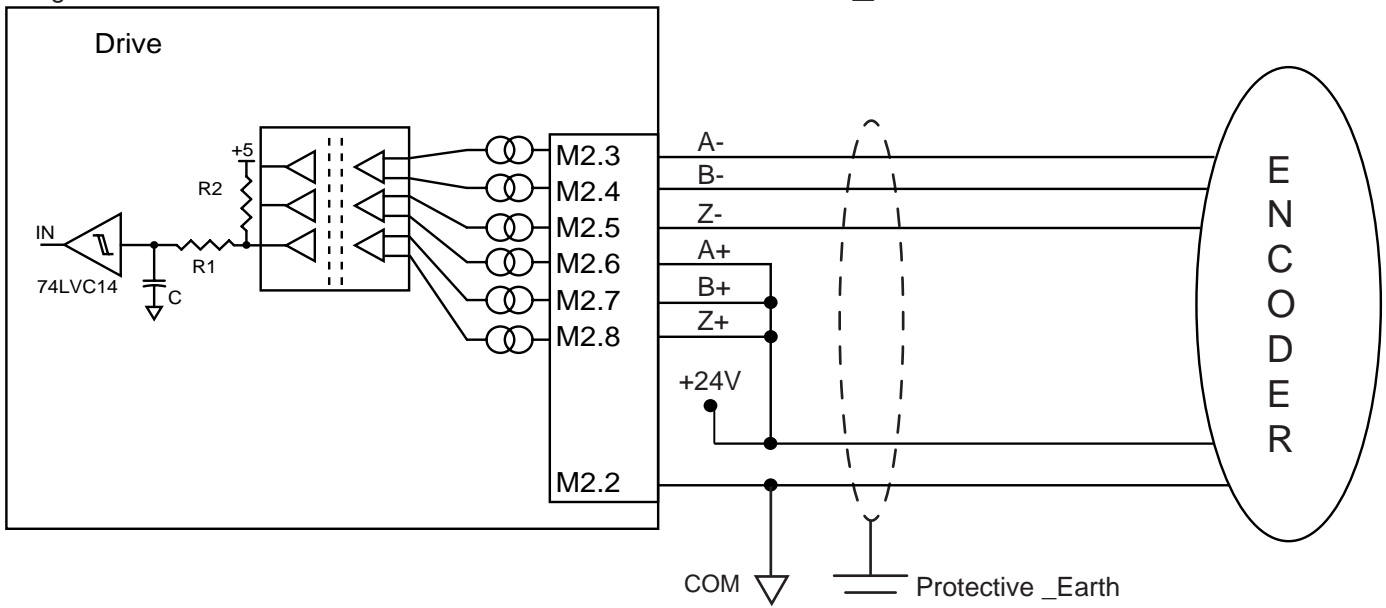 Drive
+5
R2
IN
R1
74LVC14
C
M2.3
M2.4
M2.5
M2.6
M2.7
M2.8
M2.2
A-
B-
Z-
A+
B+
Z+
+24V
COM
Protective _Earth
ENCODER